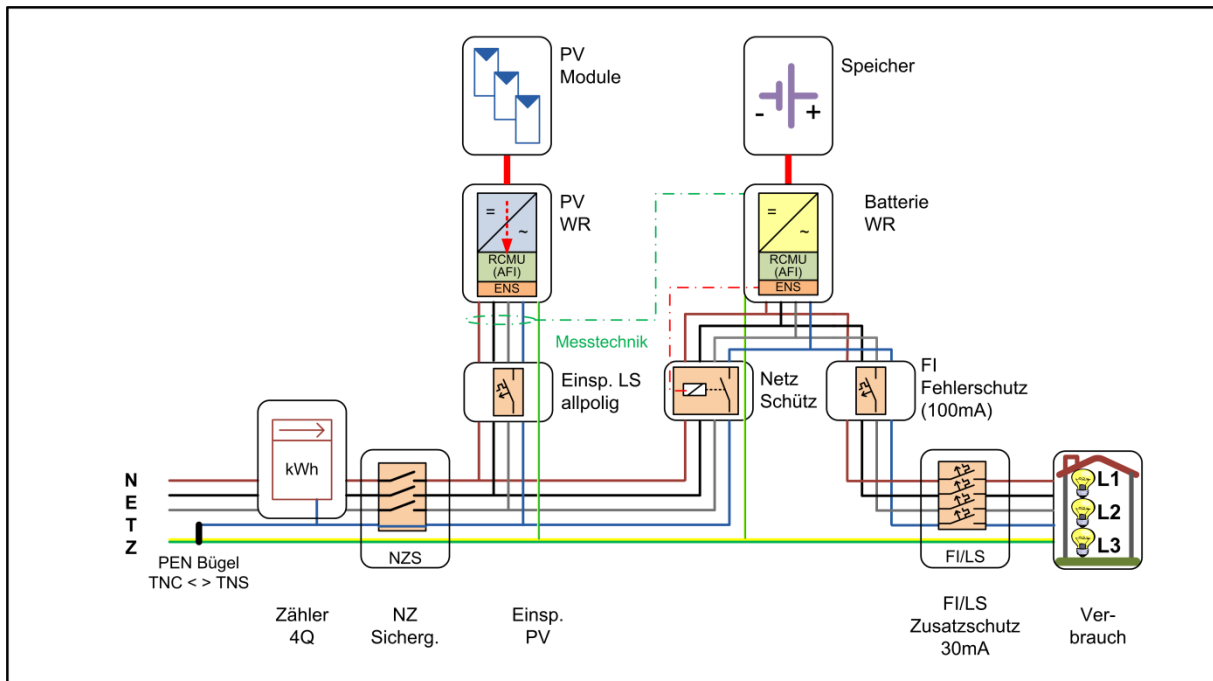 PV
Module
Speicher
-
+
=
~
RCMU
(AFI)
ENS
PV
WR
=
~
RCMU
(AFI)
ENS
Batterie
WR
Messtechnik
Einsp. LS
allpolig
Netz
Schütz
FI
Fehlerschutz
(100mA)
kWh
N
E
T
Z
NZS
FI/LS
L1
L2
L3
PEN Bügel
TNC < > TNS
Zähler
4Q
NZ
Sicherg.
Einsp.
PV
FI/LS
Zusatzschutz
30mA
Ver-
brauch